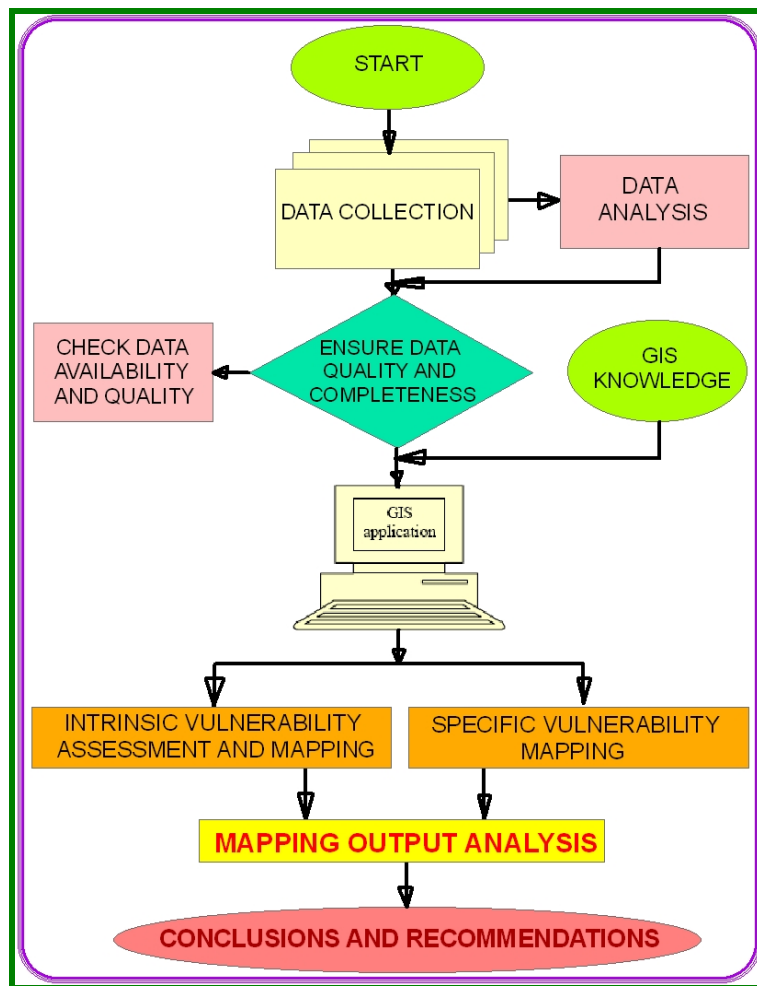 START
DATA COLLECTION
DATA
ANALYSIS
ENSURE DATA
QUALITY AND
COMPLETENESS
CHECK DATA
AVAILABILITY
AND QUALITY
GIS
KNOWLEDGE
GIS
application
INTRINSIC VULNERABILITY
ASSESSMENT AND MAPPING
SPECIFIC VULNERABILITY
MAPPING
MAPPING OUTPUT ANALYSIS
CONCLUSIONS AND RECOMMENDATIONS